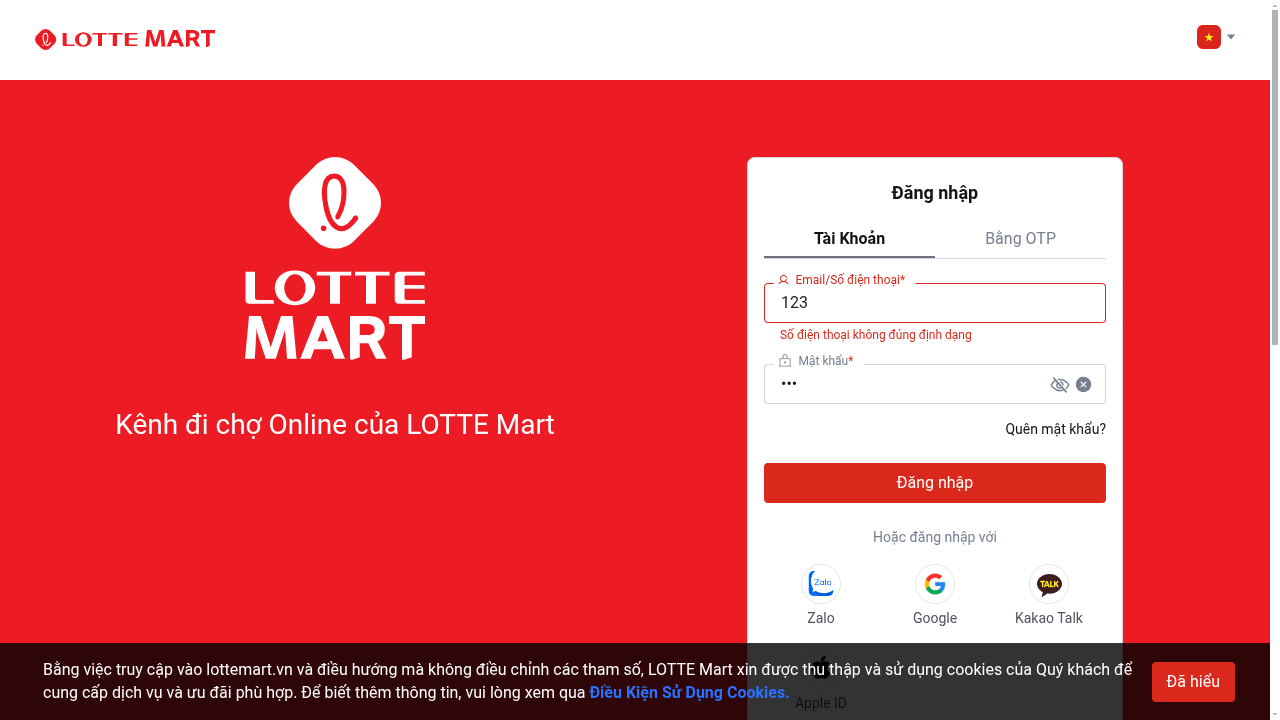 LOTTE MART
LOTTE
MART
Kênh đi chợ Online của LOTTE Mart
Đăng nhập
Tài Khoản
Bằng OTP
Email/Số điện thoại*
123
Số điện thoại không đúng định dạng
Mật khẩu*
•••
Quên mật khẩu?
Đăng nhập
Hoặc đăng nhập với
Zalo
Zalo
Google
TALK
Kakao Talk
Apple ID
Bằng việc truy cập vào lottemart.vn và điều hướng mà không điều chỉnh các tham số, LOTTE Mart xin được thu thập và sử dụng cookies của Quý khách để
cung cấp dịch vụ và ưu đãi phù hợp. Để biết thêm thông tin, vui lòng xem qua Điều Kiện Sử Dụng Cookies.
Đã hiểu